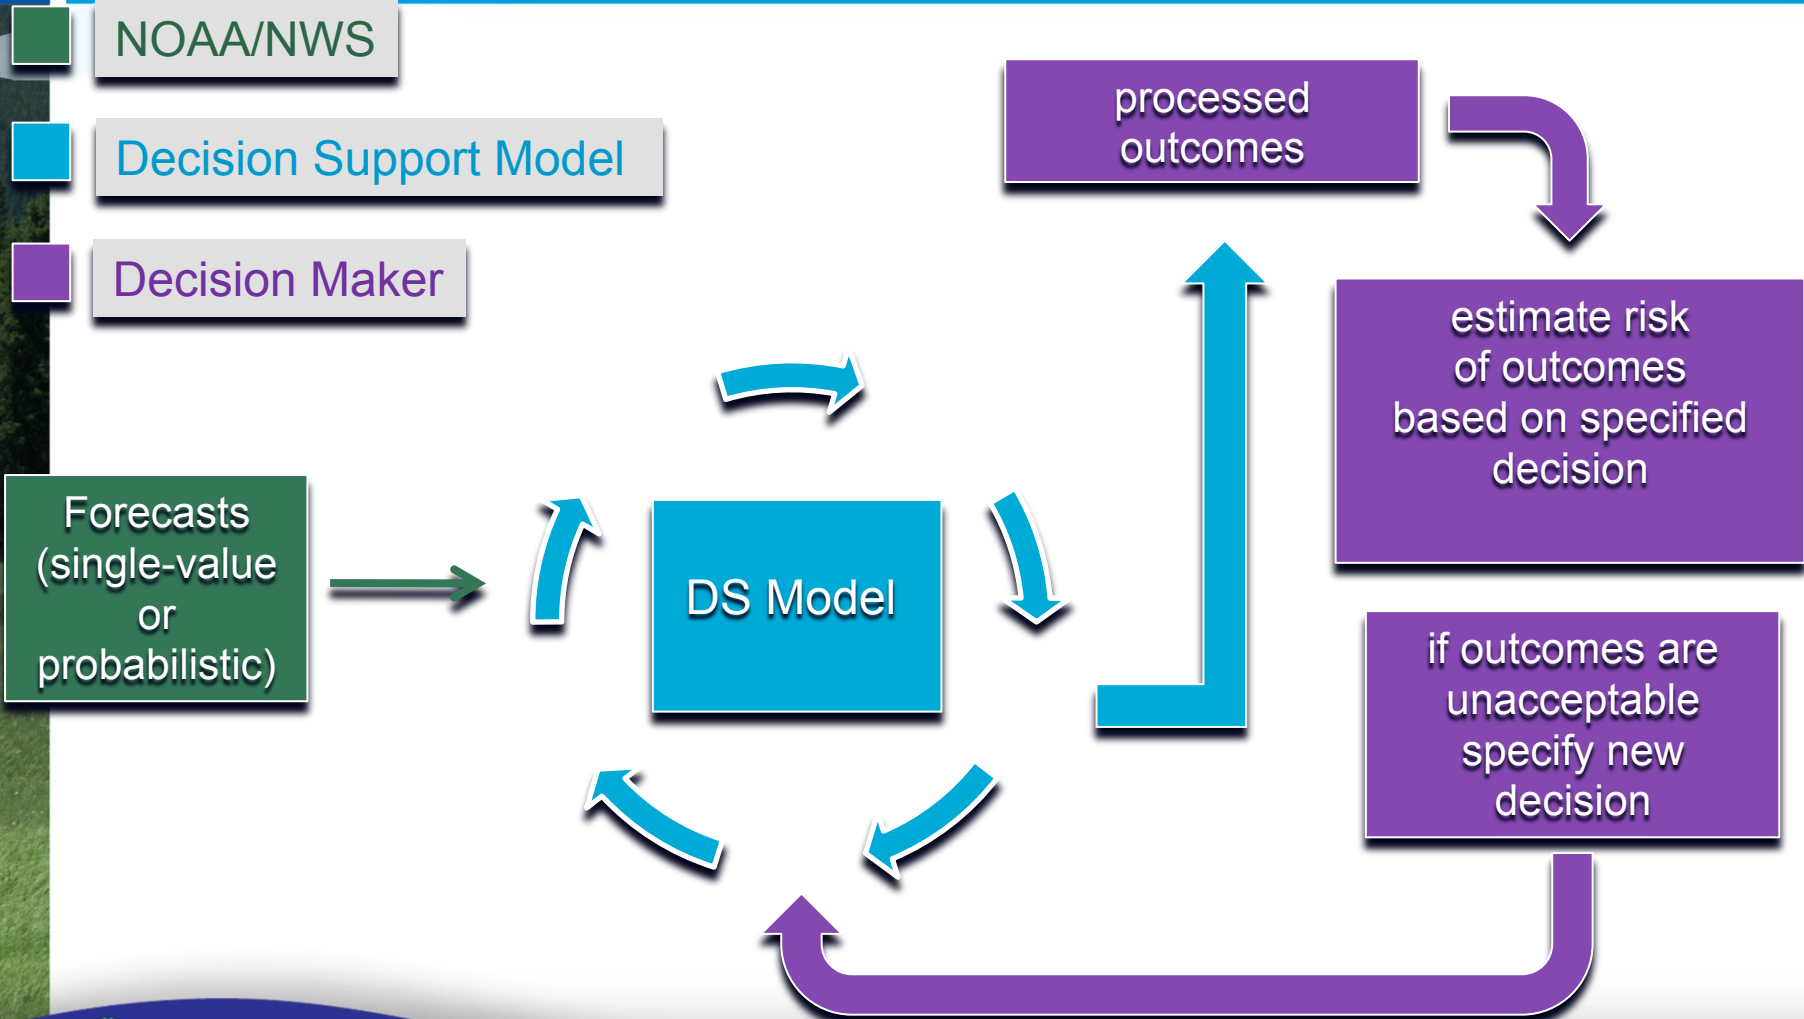 NOAA/NWS
Decision Support Model
Decision Maker
processed
outcomes
estimate risk
of outcomes
based on specified
decision
Forecasts
(single-value
or
probabilistic)
DS Model
if outcomes are
unacceptable
specify new
decision